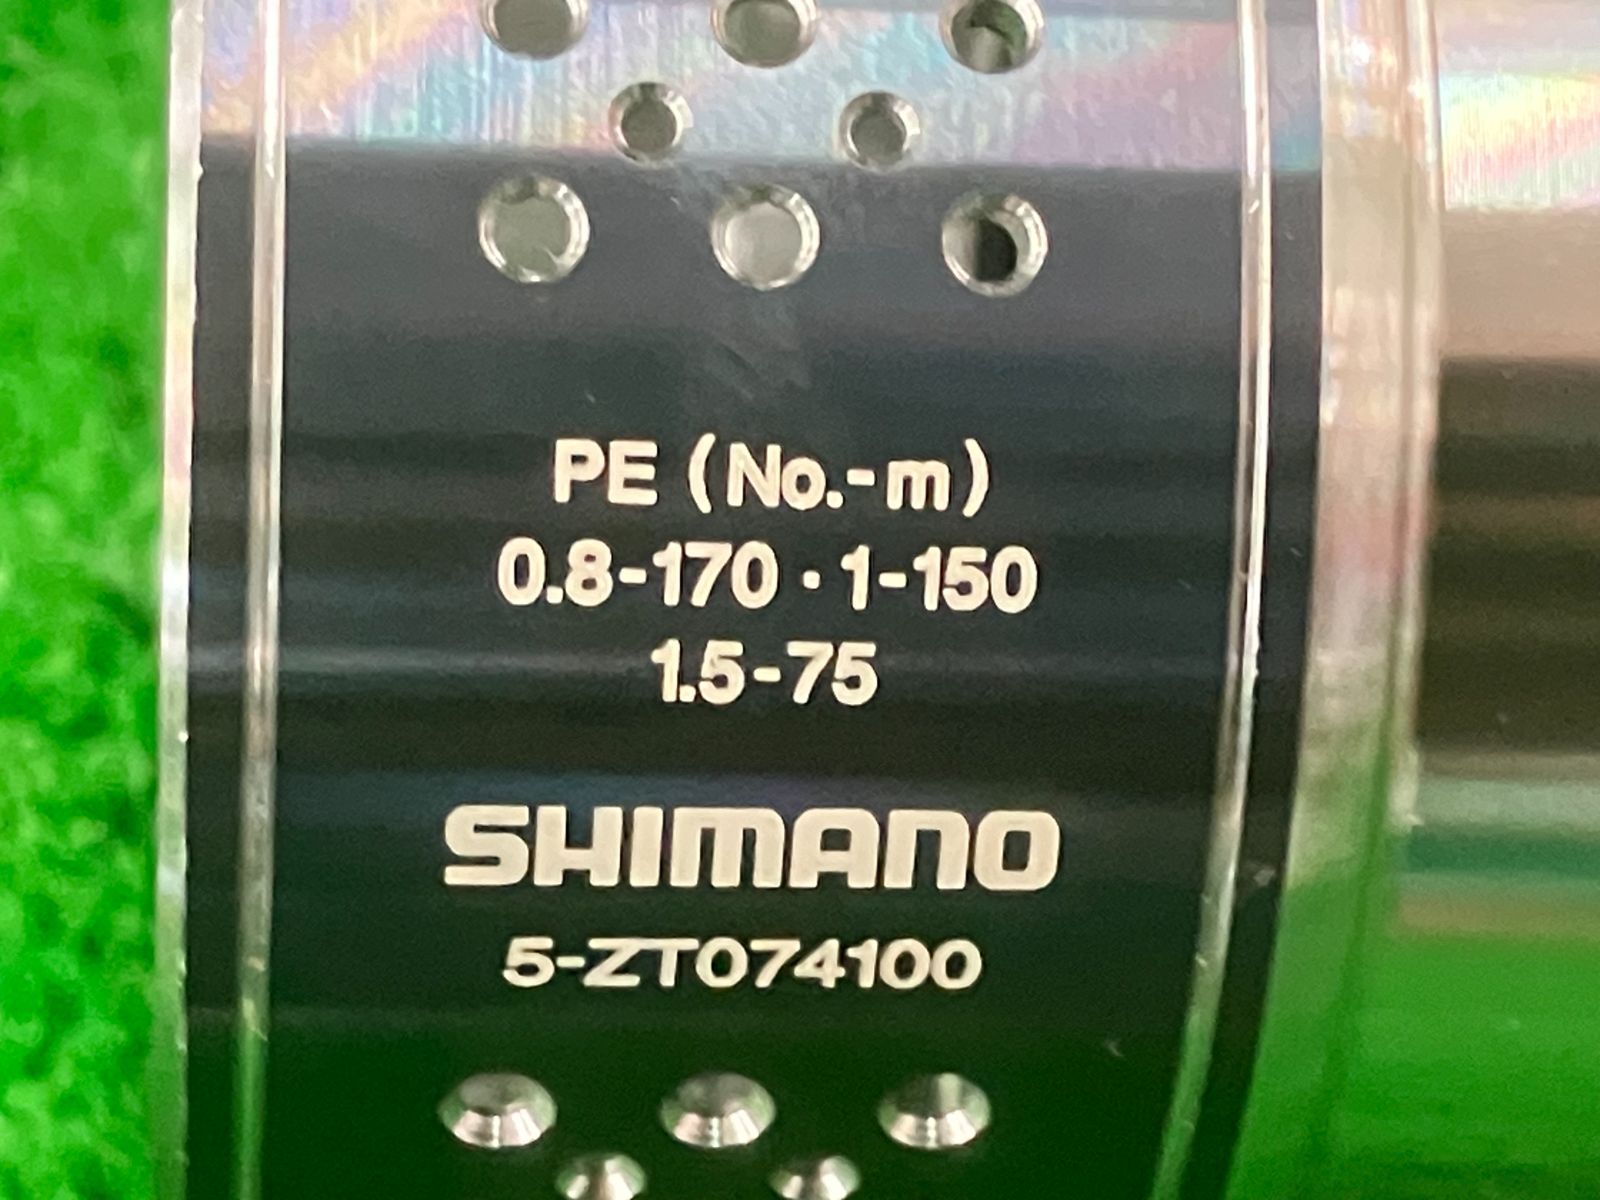 PE (No.-m)
0.8-170 · 1-150
1.5-75
SHIMANO
5-ZT074100